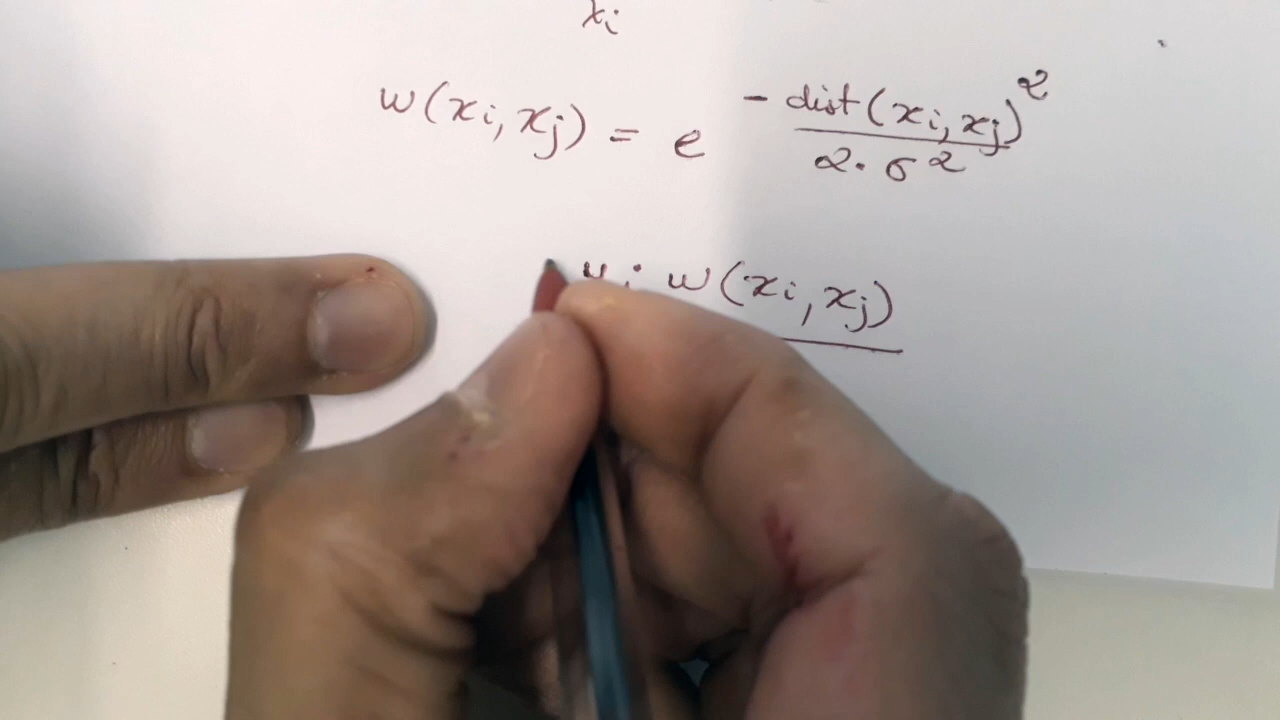 xi
w(xi, xj) = e^(- dist(xi, xj)^2 / 2·σ^2)
w(xi, xj)